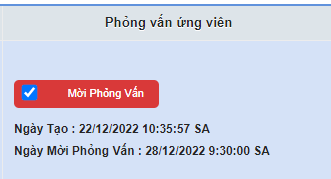 Phỏng vấn ứng viên
Mời Phỏng Vấn
Ngày Tạo : 22/12/2022 10:35:57 SA
Ngày Mời Phỏng Vấn : 28/12/2022 9:30:00 SA